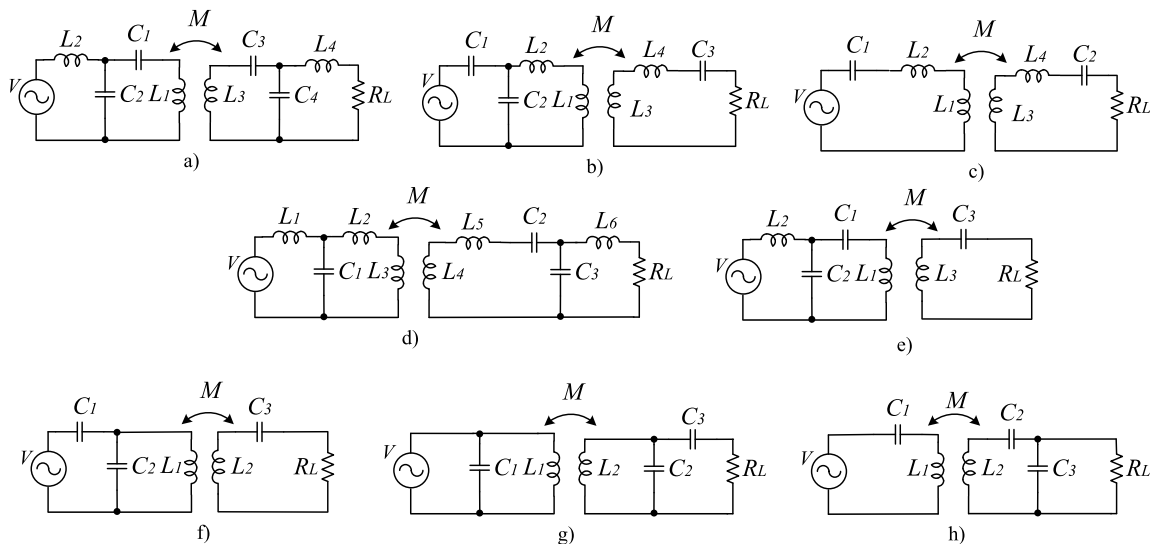 M
L2 C1 C3 L4
V C2 L1 L3 C4 RL
a)
M
C1 L2 L4 C3
V C2 L1 L3 RL
b)
M
C1 L2 L4 C2
V L1 L3 RL
c)
M
L1 L2 L5 C2 L6
V C1 L3 L4 C3 RL
d)
M
L2 C1 C3
V C2 L1 L3 RL
e)
M
C1 C3
V C2 L1 L2 RL
f)
M
C3
V C1 L1 L2 C2 RL
g)
M
C1 C2
V L1 L2 C3 RL
h)